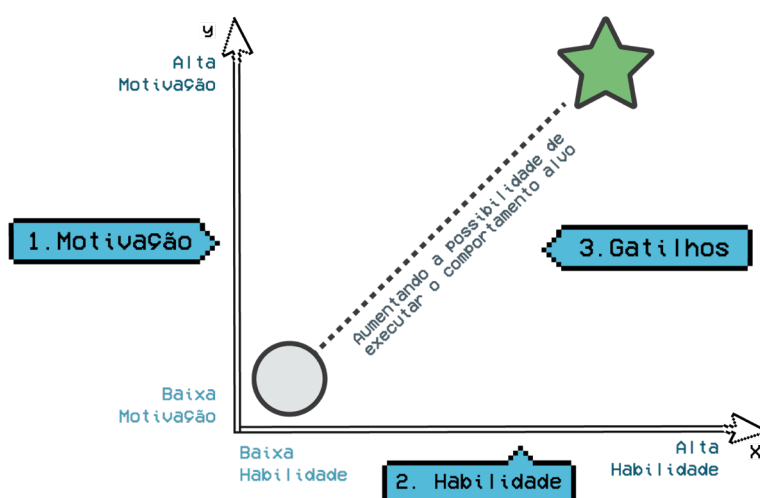 y
Alta
Motivação
1.Motivação
Aumentando a possibilidade de
executar o comportamento alvo
3.Gatilhos
Baixa
Motivação
Baixa
Habilidade
2. Habilidade
Alta
Habilidade
x